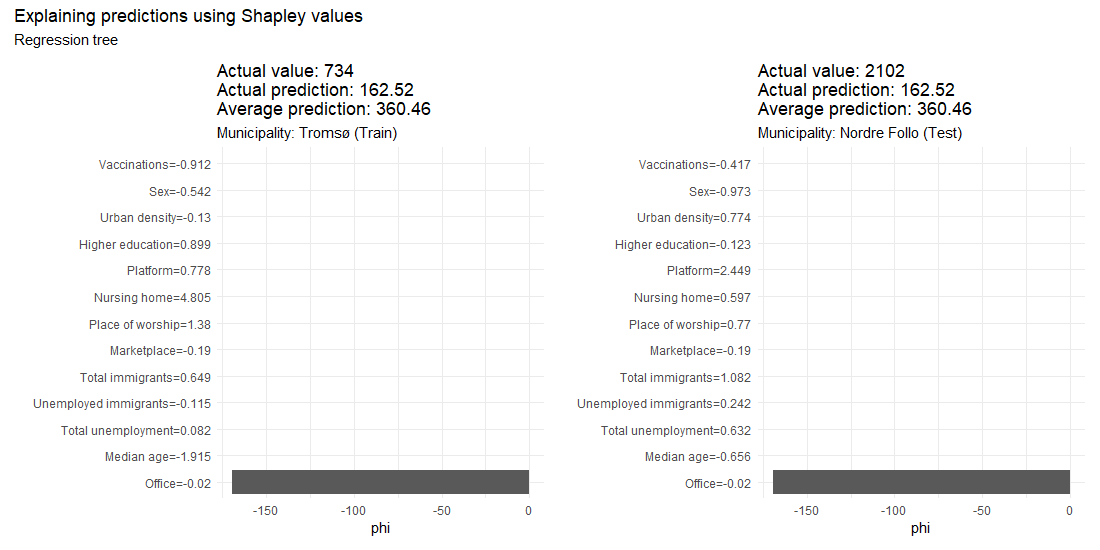 Explaining predictions using Shapley values
Regression tree
Actual value: 734
Actual prediction: 162.52
Average prediction: 360.46
Municipality: Tromsø (Train)
Vaccinations=-0.912
Sex=-0.542
Urban density=-0.13
Higher education=0.899
Platform=0.778
Nursing home=4.805
Place of worship=1.38
Marketplace=-0.19
Total immigrants=0.649
Unemployed immigrants=-0.115
Total unemployment=0.082
Median age=-1.915
Office=-0.02
-150 -100 -50 0
phi
Actual value: 2102
Actual prediction: 162.52
Average prediction: 360.46
Municipality: Nordre Follo (Test)
Vaccinations=-0.417
Sex=-0.973
Urban density=0.774
Higher education=-0.123
Platform=2.449
Nursing home=0.597
Place of worship=0.77
Marketplace=-0.19
Total immigrants=1.082
Unemployed immigrants=0.242
Total unemployment=0.632
Median age=-0.656
Office=-0.02
-150 -100 -50 0
phi